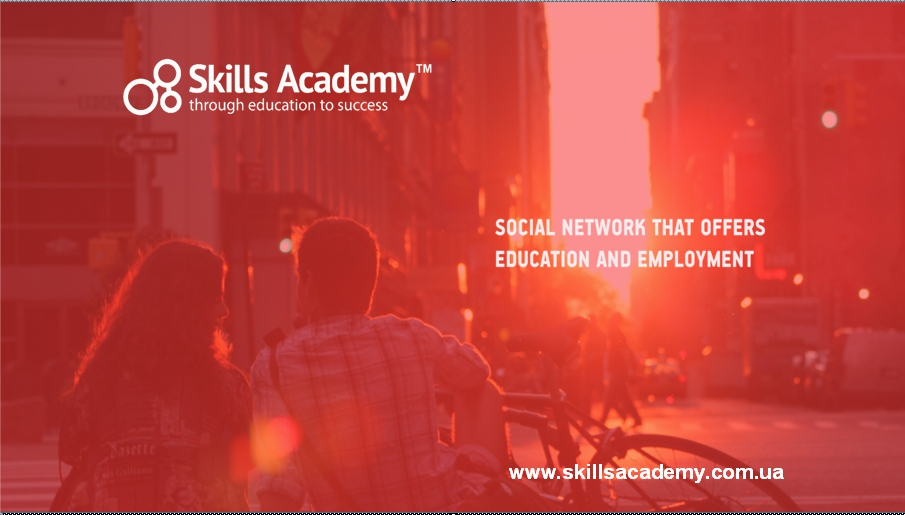 Skills Academy™
through education to success
SOCIAL NETWORK THAT OFFERS
EDUCATION AND EMPLOYMENT
www.skillsacademy.com.ua